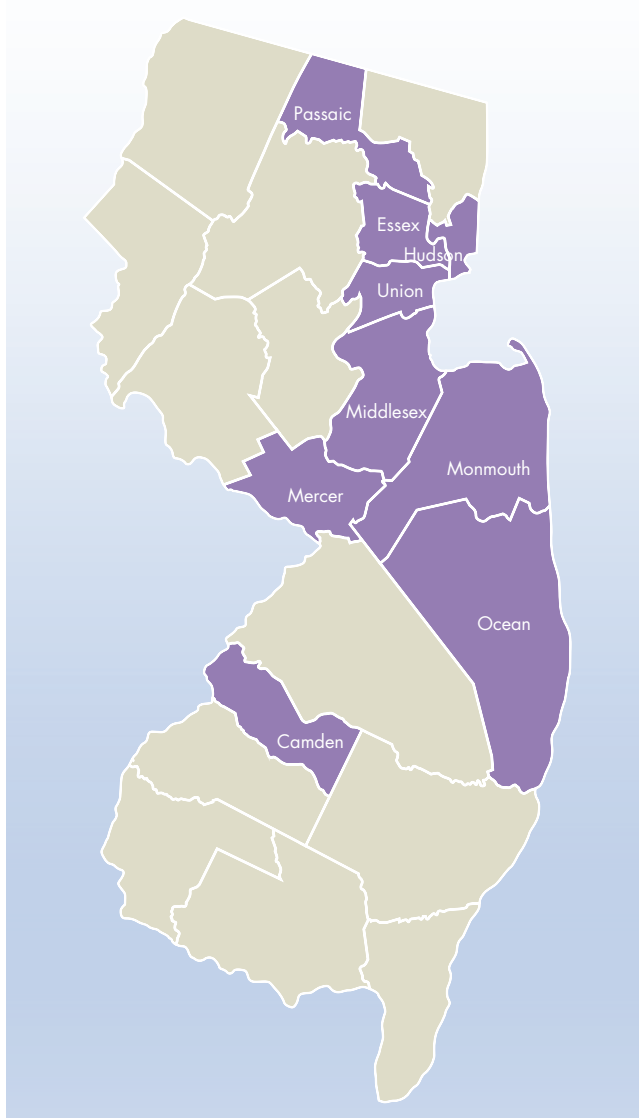 Passaic
Essex
Hudson
Union
Middlesex
Monmouth
Mercer
Ocean
Camden